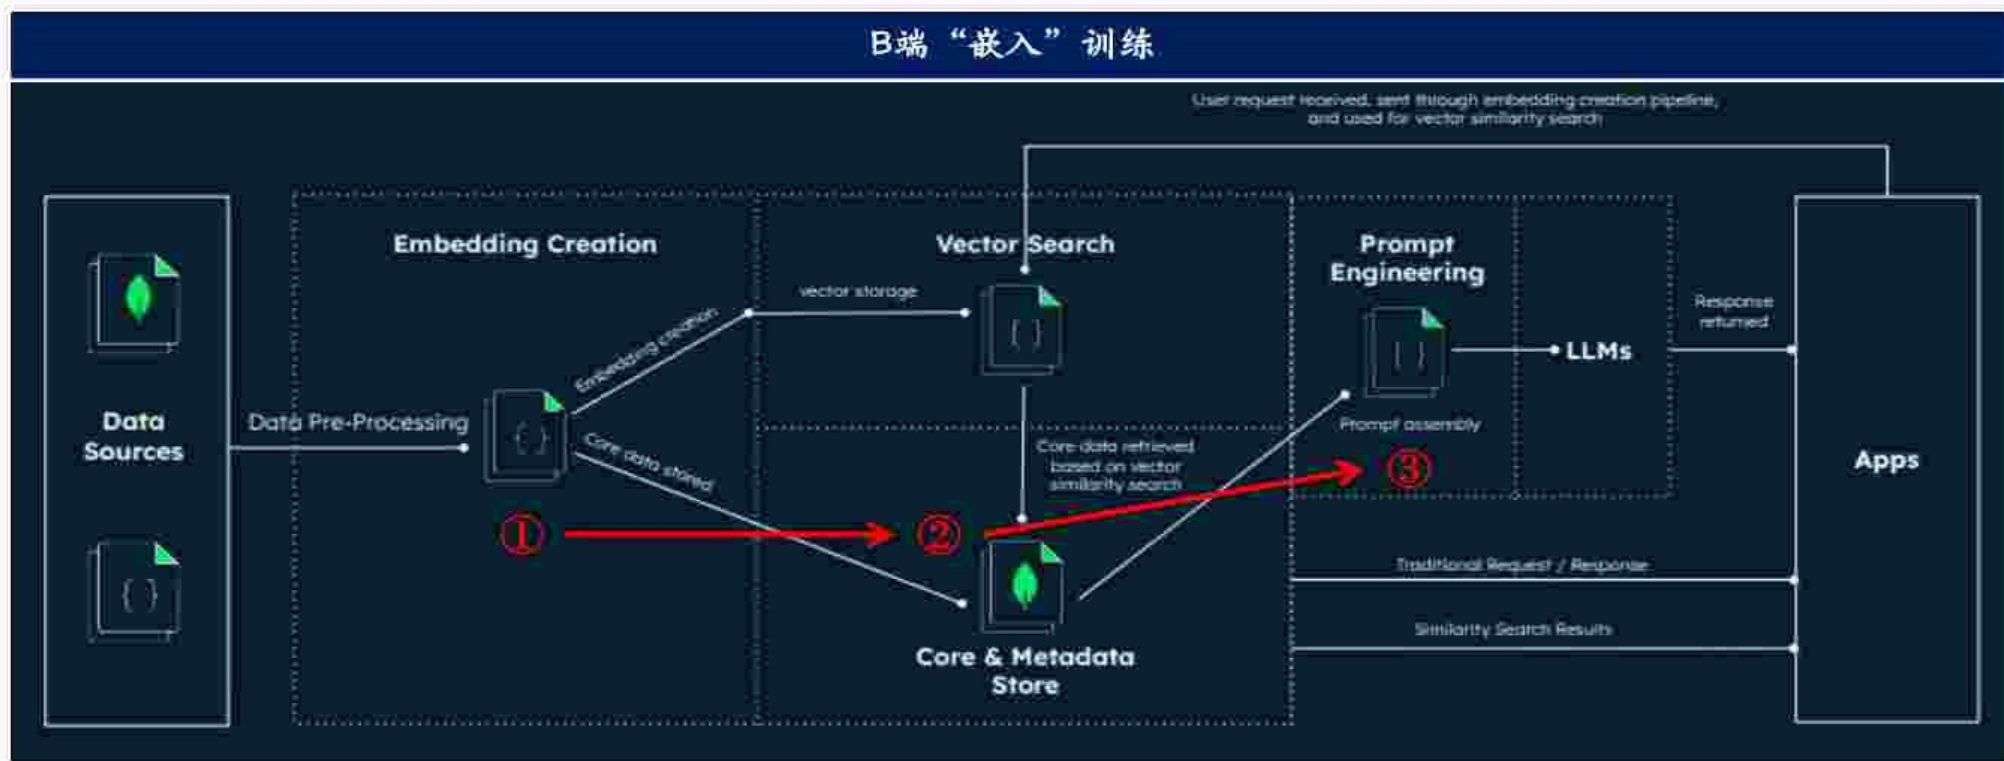 B端“嵌入”训练
User request received, sent through embedding creation pipeline,
and used for vector similarity search
Embedding Creation
Vector Search
Prompt
Engineering
vector storage
Embedding creation
Response
returned
LLMs
Data
Sources
Data Pre-Processing
Core data stored
Core data retrieved
based on vector
similarity search
Prompt assembly
Apps
①
②
③
Traditional Request / Response
Similarity Search Results
Core & Metadata
Store